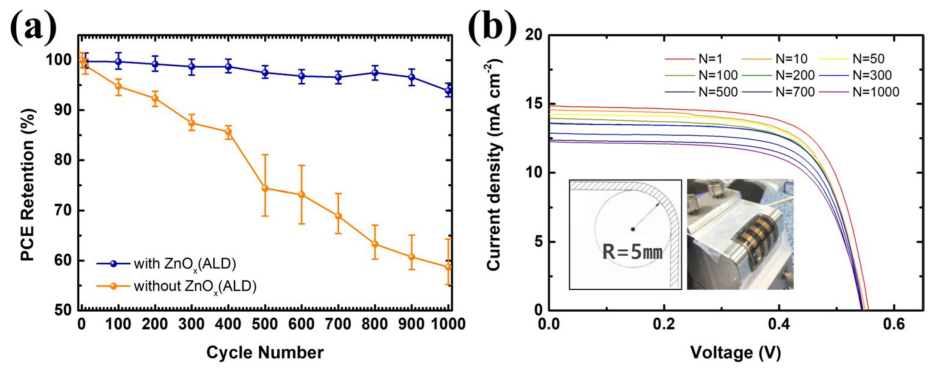 (a)
100
90
80
70
60
50
PCE Retention (%)
with ZnOₓ(ALD)
without ZnOₓ(ALD)
0 100 200 300 400 500 600 700 800 900 1000
Cycle Number
(b)
20
15
10
5
0
Current density (mA cm⁻²)
N=1 N=10 N=50
N=100 N=200 N=300
N=500 N=700 N=1000
R=5mm
0.0 0.2 0.4 0.6
Voltage (V)